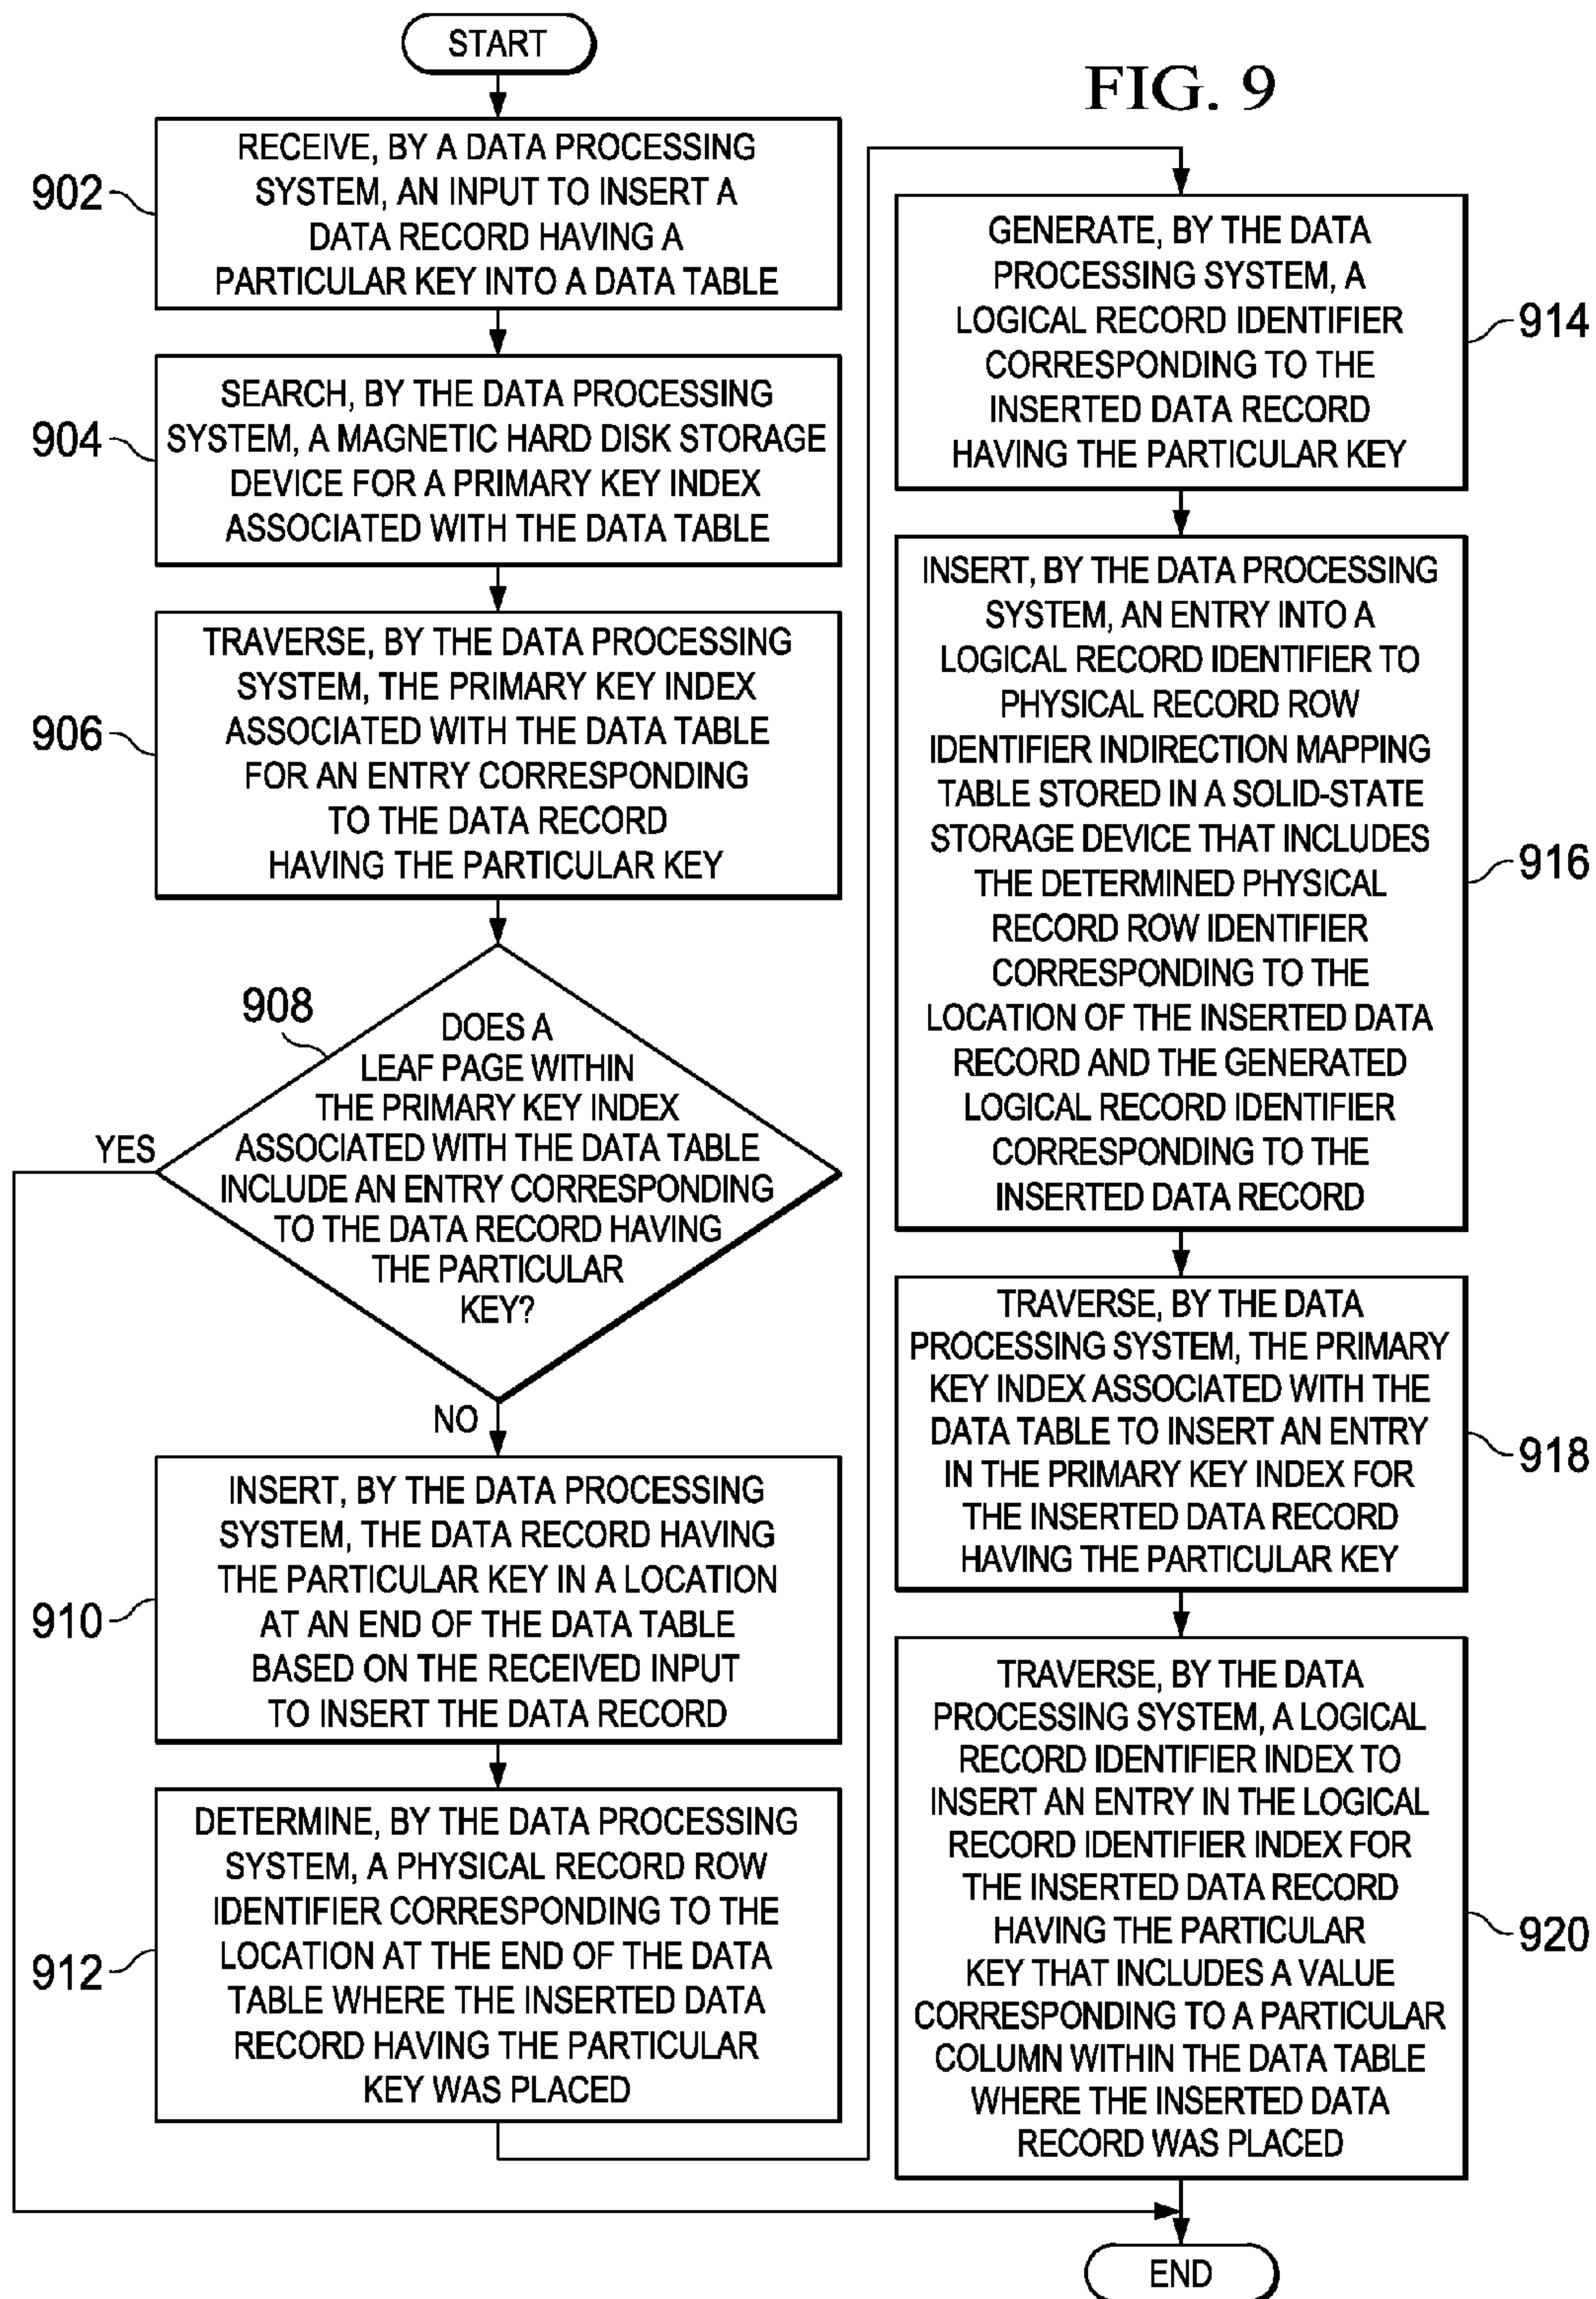 START
FIG. 9
902
RECEIVE, BY A DATA PROCESSING
SYSTEM, AN INPUT TO INSERT A
DATA RECORD HAVING A
PARTICULAR KEY INTO A DATA TABLE
904
SEARCH, BY THE DATA PROCESSING
SYSTEM, A MAGNETIC HARD DISK STORAGE
DEVICE FOR A PRIMARY KEY INDEX
ASSOCIATED WITH THE DATA TABLE
906
TRAVERSE, BY THE DATA PROCESSING
SYSTEM, THE PRIMARY KEY INDEX
ASSOCIATED WITH THE DATA TABLE
FOR AN ENTRY CORRESPONDING
TO THE DATA RECORD
HAVING THE PARTICULAR KEY
908
DOES A
LEAF PAGE WITHIN
THE PRIMARY KEY INDEX
ASSOCIATED WITH THE DATA TABLE
INCLUDE AN ENTRY CORRESPONDING
TO THE DATA RECORD HAVING
THE PARTICULAR
KEY?
YES
NO
910
INSERT, BY THE DATA PROCESSING
SYSTEM, THE DATA RECORD HAVING
THE PARTICULAR KEY IN A LOCATION
AT AN END OF THE DATA TABLE
BASED ON THE RECEIVED INPUT
TO INSERT THE DATA RECORD
912
DETERMINE, BY THE DATA PROCESSING
SYSTEM, A PHYSICAL RECORD ROW
IDENTIFIER CORRESPONDING TO THE
LOCATION AT THE END OF THE DATA
TABLE WHERE THE INSERTED DATA
RECORD HAVING THE PARTICULAR
KEY WAS PLACED
GENERATE, BY THE DATA
PROCESSING SYSTEM, A
LOGICAL RECORD IDENTIFIER
CORRESPONDING TO THE
INSERTED DATA RECORD
HAVING THE PARTICULAR KEY
914
INSERT, BY THE DATA PROCESSING
SYSTEM, AN ENTRY INTO A
LOGICAL RECORD IDENTIFIER TO
PHYSICAL RECORD ROW
IDENTIFIER INDIRECTION MAPPING
TABLE STORED IN A SOLID-STATE
STORAGE DEVICE THAT INCLUDES
THE DETERMINED PHYSICAL
RECORD ROW IDENTIFIER
CORRESPONDING TO THE
LOCATION OF THE INSERTED DATA
RECORD AND THE GENERATED
LOGICAL RECORD IDENTIFIER
CORRESPONDING TO THE
INSERTED DATA RECORD
916
TRAVERSE, BY THE DATA
PROCESSING SYSTEM, THE PRIMARY
KEY INDEX ASSOCIATED WITH THE
DATA TABLE TO INSERT AN ENTRY
IN THE PRIMARY KEY INDEX FOR
THE INSERTED DATA RECORD
HAVING THE PARTICULAR KEY
918
TRAVERSE, BY THE DATA
PROCESSING SYSTEM, A LOGICAL
RECORD IDENTIFIER INDEX TO
INSERT AN ENTRY IN THE LOGICAL
RECORD IDENTIFIER INDEX FOR
THE INSERTED DATA RECORD
HAVING THE PARTICULAR
KEY THAT INCLUDES A VALUE
CORRESPONDING TO A PARTICULAR
COLUMN WITHIN THE DATA TABLE
WHERE THE INSERTED DATA
RECORD WAS PLACED
920
END